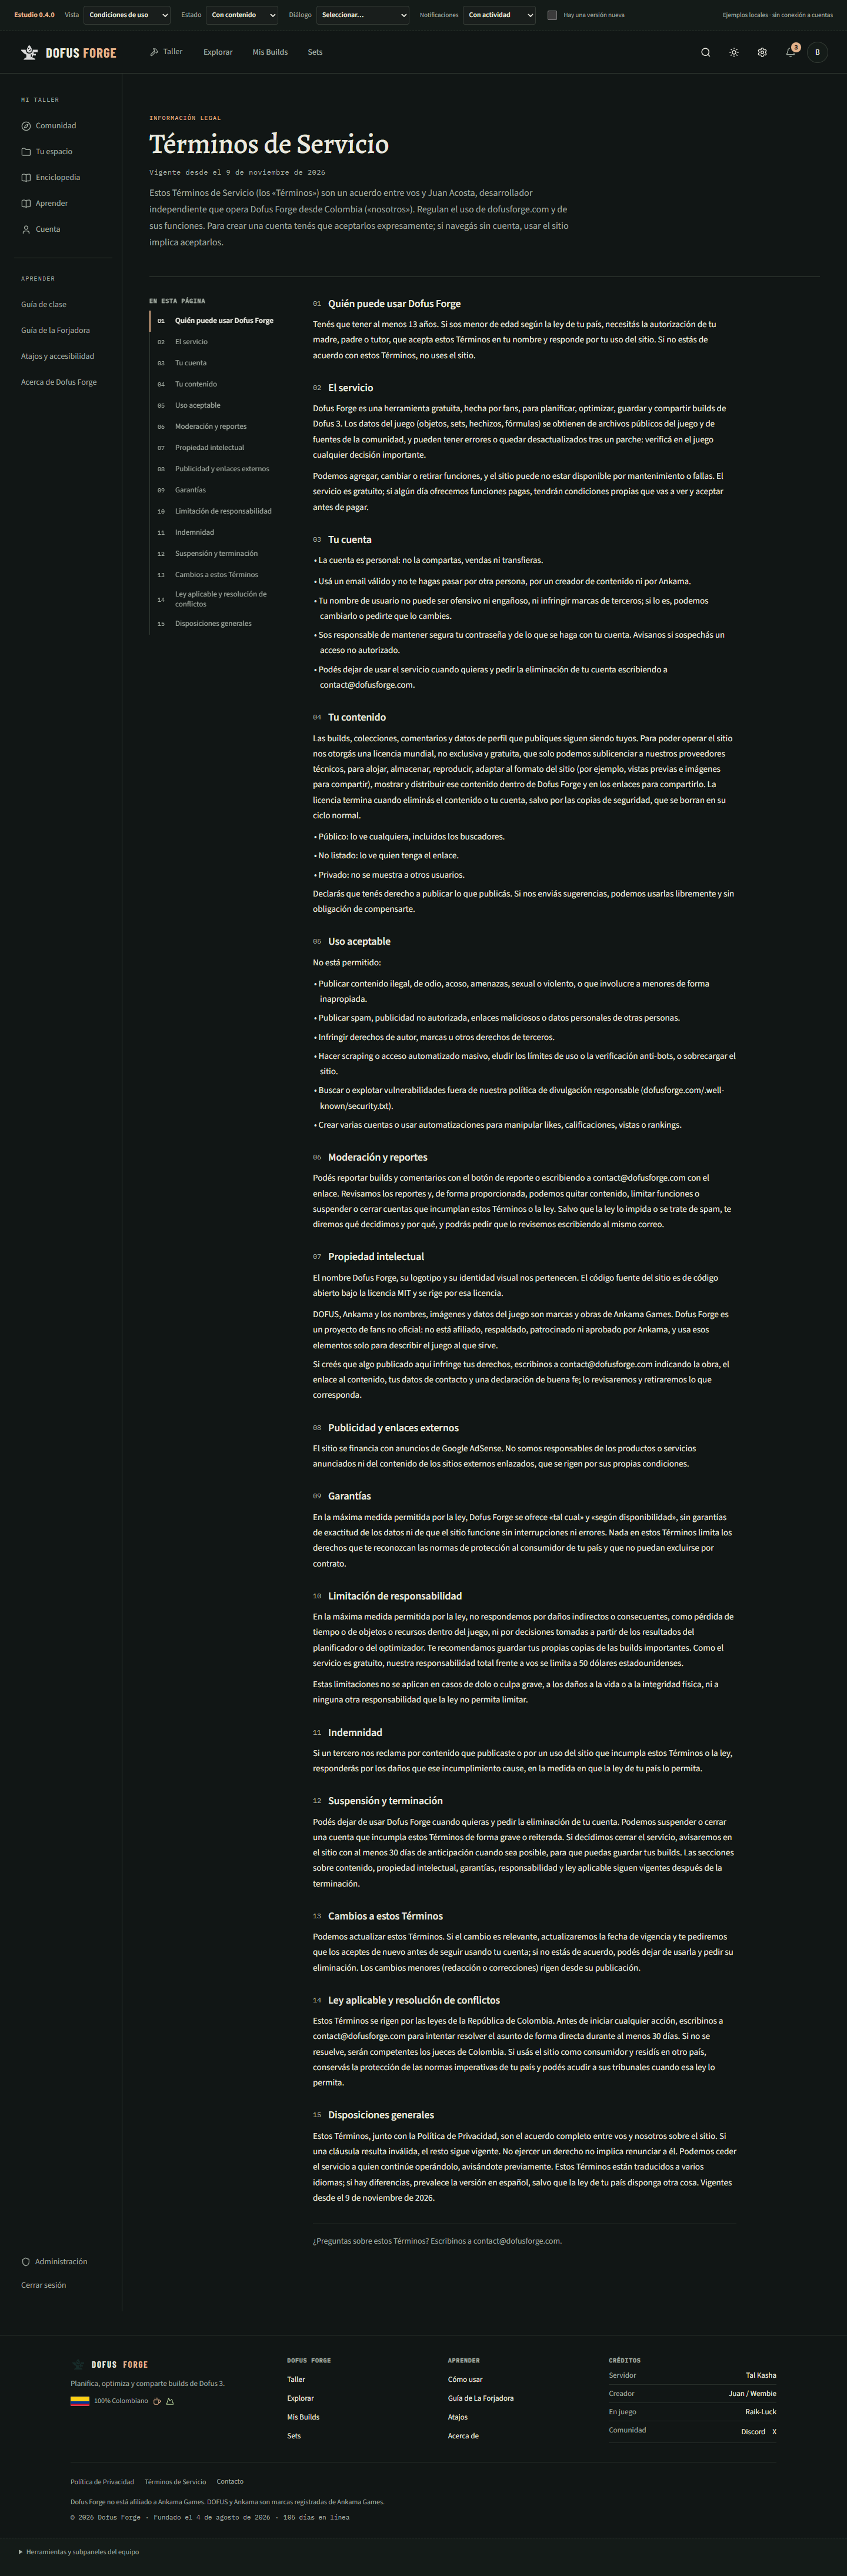 Estudio 0.4.0 Vista Condiciones de uso Estado Con contenido Diálogo Seleccionar... Notificaciones Con actividad Hay una versión nueva Ejemplos locales · sin conexión a cuentas
DOFUS FORGE Taller Explorar Mis Builds Sets 3 B
MI TALLER
Comunidad
Tu espacio
Enciclopedia
Aprender
Cuenta
APRENDER
Guía de clase
Guía de la Forjadora
Atajos y accesibilidad
Acerca de Dofus Forge
INFORMACIÓN LEGAL
Términos de Servicio
Vigente desde el 9 de noviembre de 2026
Estos Términos de Servicio (los «Términos») son un acuerdo entre vos y Juan Acosta, desarrollador
independiente que opera Dofus Forge desde Colombia («nosotros»). Regulan el uso de dofusforge.com y de
sus funciones. Para crear una cuenta tenés que aceptarlos expresamente; si navegás sin cuenta, usar el sitio
implica aceptarlos.
EN ESTA PÁGINA
01 Quién puede usar Dofus Forge
02 El servicio
03 Tu cuenta
04 Tu contenido
05 Uso aceptable
06 Moderación y reportes
07 Propiedad intelectual
08 Publicidad y enlaces externos
09 Garantías
10 Limitación de responsabilidad
11 Indemnidad
12 Suspensión y terminación
13 Cambios a estos Términos
14 Ley aplicable y resolución de
conflictos
15 Disposiciones generales
01 Quién puede usar Dofus Forge
Tenés que tener al menos 13 años. Si sos menor de edad según la ley de tu país, necesitás la autorización de tu
madre, padre o tutor, que acepta estos Términos en tu nombre y responde por tu uso del sitio. Si no estás de
acuerdo con estos Términos, no uses el sitio.
02 El servicio
Dofus Forge es una herramienta gratuita, hecha por fans, para planificar, optimizar, guardar y compartir builds de
Dofus 3. Los datos del juego (objetos, sets, hechizos, fórmulas) se obtienen de archivos públicos del juego y de
fuentes de la comunidad, y pueden tener errores o quedar desactualizados tras un parche: verificá en el juego
cualquier decisión importante.
Podemos agregar, cambiar o retirar funciones, y el sitio puede no estar disponible por mantenimiento o fallas. El
servicio es gratuito; si algún día ofrecemos funciones pagas, tendrán condiciones propias que vas a ver y aceptar
antes de pagar.
03 Tu cuenta
• La cuenta es personal: no la compartas, vendas ni transfieras.
• Usá un email válido y no te hagas pasar por otra persona, por un creador de contenido ni por Ankama.
• Tu nombre de usuario no puede ser ofensivo ni engañoso, ni infringir marcas de terceros; si lo es, podemos
cambiarlo o pedirte que lo cambies.
• Sos responsable de mantener segura tu contraseña y de lo que se haga con tu cuenta. Avisanos si sospechás un
acceso no autorizado.
• Podés dejar de usar el servicio cuando quieras y pedir la eliminación de tu cuenta escribiendo a
contact@dofusforge.com.
04 Tu contenido
Las builds, colecciones, comentarios y datos de perfil que publiques siguen siendo tuyos. Para poder operar el sitio
nos otorgás una licencia mundial, no exclusiva y gratuita, que solo podemos sublicenciar a nuestros proveedores
técnicos, para alojar, almacenar, reproducir, adaptar al formato del sitio (por ejemplo, vistas previas e imágenes
para compartir), mostrar y distribuir ese contenido dentro de Dofus Forge y en los enlaces para compartirlo. La
licencia termina cuando eliminás el contenido o tu cuenta, salvo por las copias de seguridad, que se borran en su
ciclo normal.
• Público: lo ve cualquiera, incluidos los buscadores.
• No listado: lo ve quien tenga el enlace.
• Privado: no se muestra a otros usuarios.
Declarás que tenés derecho a publicar lo que publicás. Si nos enviás sugerencias, podemos usarlas libremente y sin
obligación de compensarte.
05 Uso aceptable
No está permitido:
• Publicar contenido ilegal, de odio, acoso, amenazas, sexual o violento, o que involucre a menores de forma
inapropiada.
• Publicar spam, publicidad no autorizada, enlaces maliciosos o datos personales de otras personas.
• Infringir derechos de autor, marcas u otros derechos de terceros.
• Hacer scraping o acceso automatizado masivo, eludir los límites de uso o la verificación anti-bots, o sobrecargar el
sitio.
• Buscar o explotar vulnerabilidades fuera de nuestra política de divulgación responsable (dofusforge.com/.well-
known/security.txt).
• Crear varias cuentas o usar automatizaciones para manipular likes, calificaciones, vistas o rankings.
06 Moderación y reportes
Podés reportar builds y comentarios con el botón de reporte o escribiendo a contact@dofusforge.com con el
enlace. Revisamos los reportes y, de forma proporcionada, podemos quitar contenido, limitar funciones o
suspender o cerrar cuentas que incumplan estos Términos o la ley. Salvo que la ley lo impida o se trate de spam, te
diremos qué decidimos y por qué, y podrás pedir que lo revisemos escribiendo al mismo correo.
07 Propiedad intelectual
El nombre Dofus Forge, su logotipo y su identidad visual nos pertenecen. El código fuente del sitio es de código
abierto bajo la licencia MIT y se rige por esa licencia.
DOFUS, Ankama y los nombres, imágenes y datos del juego son marcas y obras de Ankama Games. Dofus Forge es
un proyecto de fans no oficial: no está afiliado, respaldado, patrocinado ni aprobado por Ankama, y usa esos
elementos solo para describir el juego al que sirve.
Si creés que algo publicado aquí infringe tus derechos, escribinos a contact@dofusforge.com indicando la obra, el
enlace al contenido, tus datos de contacto y una declaración de buena fe; lo revisaremos y retiraremos lo que
corresponda.
08 Publicidad y enlaces externos
El sitio se financia con anuncios de Google AdSense. No somos responsables de los productos o servicios
anunciados ni del contenido de los sitios externos enlazados, que se rigen por sus propias condiciones.
09 Garantías
En la máxima medida permitida por la ley, Dofus Forge se ofrece «tal cual» y «según disponibilidad», sin garantías
de exactitud de los datos ni de que el sitio funcione sin interrupciones ni errores. Nada en estos Términos limita los
derechos que te reconozcan las normas de protección al consumidor de tu país y que no puedan excluirse por
contrato.
10 Limitación de responsabilidad
En la máxima medida permitida por la ley, no respondemos por daños indirectos o consecuentes, como pérdida de
tiempo o de objetos o recursos dentro del juego, ni por decisiones tomadas a partir de los resultados del
planificador o del optimizador. Te recomendamos guardar tus propias copias de las builds importantes. Como el
servicio es gratuito, nuestra responsabilidad total frente a vos se limita a 50 dólares estadounidenses.
Estas limitaciones no se aplican en casos de dolo o culpa grave, a los daños a la vida o a la integridad física, ni a
ninguna otra responsabilidad que la ley no permita limitar.
11 Indemnidad
Si un tercero nos reclama por contenido que publicaste o por un uso del sitio que incumpla estos Términos o la ley,
responderás por los daños que ese incumplimiento cause, en la medida en que la ley de tu país lo permita.
12 Suspensión y terminación
Podés dejar de usar Dofus Forge cuando quieras y pedir la eliminación de tu cuenta. Podemos suspender o cerrar
una cuenta que incumpla estos Términos de forma grave o reiterada. Si decidimos cerrar el servicio, avisaremos en
el sitio con al menos 30 días de anticipación cuando sea posible, para que puedas guardar tus builds. Las secciones
sobre contenido, propiedad intelectual, garantías, responsabilidad y ley aplicable siguen vigentes después de la
terminación.
13 Cambios a estos Términos
Podemos actualizar estos Términos. Si el cambio es relevante, actualizaremos la fecha de vigencia y te pediremos
que los aceptes de nuevo antes de seguir usando tu cuenta; si no estás de acuerdo, podés dejar de usarla y pedir su
eliminación. Los cambios menores (redacción o correcciones) rigen desde su publicación.
14 Ley aplicable y resolución de conflictos
Estos Términos se rigen por las leyes de la República de Colombia. Antes de iniciar cualquier acción, escribinos a
contact@dofusforge.com para intentar resolver el asunto de forma directa durante al menos 30 días. Si no se
resuelve, serán competentes los jueces de Colombia. Si usás el sitio como consumidor y residís en otro país,
conservás la protección de las normas imperativas de tu país y podés acudir a sus tribunales cuando esa ley lo
permita.
15 Disposiciones generales
Estos Términos, junto con la Política de Privacidad, son el acuerdo completo entre vos y nosotros sobre el sitio. Si
una cláusula resulta inválida, el resto sigue vigente. No ejercer un derecho no implica renunciar a él. Podemos ceder
el servicio a quien continúe operándolo, avisándote previamente. Estos Términos están traducidos a varios
idiomas; si hay diferencias, prevalece la versión en español, salvo que la ley de tu país disponga otra cosa. Vigentes
desde el 9 de noviembre de 2026.
¿Preguntas sobre estos Términos? Escribinos a contact@dofusforge.com.
Administración
Cerrar sesión
DOFUS FORGE
Planifica, optimiza y comparte builds de Dofus 3.
100% Colombiano
DOFUS FORGE
Taller
Explorar
Mis Builds
Sets
APRENDER
Cómo usar
Guía de La Forjadora
Atajos
Acerca de
CRÉDITOS
Servidor Tal Kasha
Creador Juan / Wembie
En juego Raik-Luck
Comunidad Discord X
Política de Privacidad Términos de Servicio Contacto
Dofus Forge no está afiliado a Ankama Games. DOFUS y Ankama son marcas registradas de Ankama Games.
© 2026 Dofus Forge · Fundado el 4 de agosto de 2026 · 105 días en línea
Herramientas y subpaneles del equipo